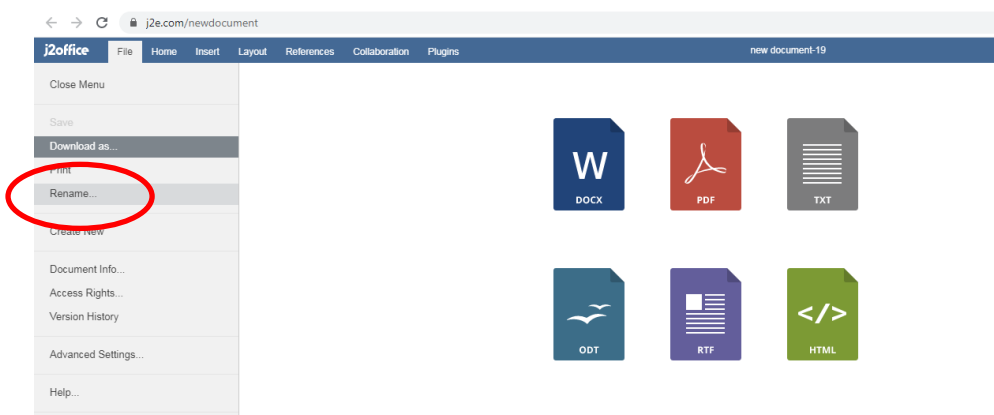 j2e.com/newdocument
j2office File Home Insert Layout References Collaboration Plugins new document-19
Close Menu
Save
Download as...
Print
Rename...
Create New
Document Info...
Access Rights...
Version History
Advanced Settings...
Help...
W
DOCX
PDF
TXT
ODT
RTF
</>
HTML